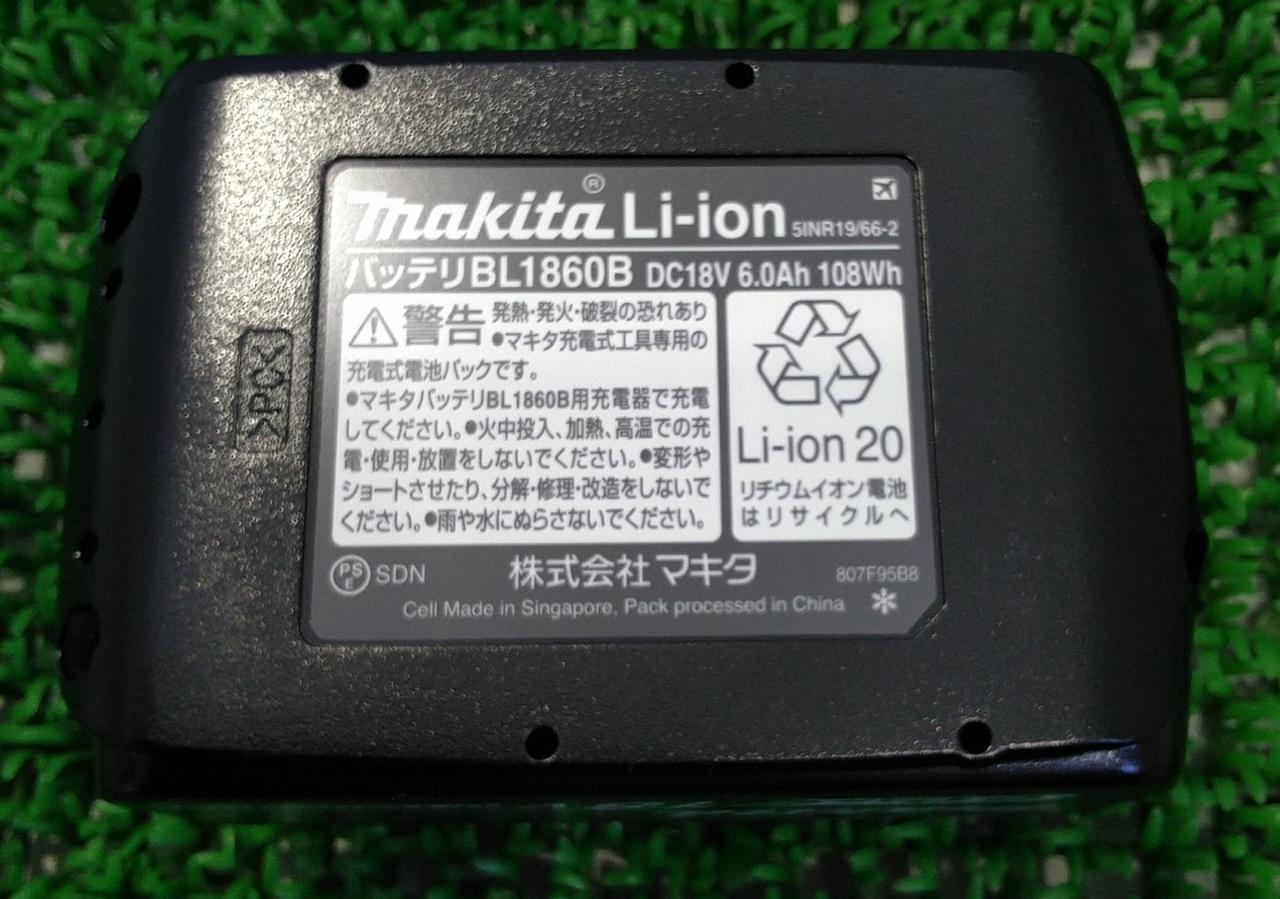 makita® Li-ion 5INR19/66-2
バッテリBL1860B DC18V 6.0Ah 108Wh
警告 発熱・発火・破裂の恐れあり
●マキタ充電式工具専用の
充電式電池パックです。
●マキタバッテリBL1860B用充電器で充電
してください。●火中投入、加熱、高温での充
電・使用・放置をしないでください。●変形や
ショートさせたり、分解・修理・改造をしないで
ください。●雨や水にぬらさないでください。
Li-ion 20
リチウムイオン電池
はリサイクルへ
PSE SDN 株式会社マキタ 807F95B8
Cell Made in Singapore, Pack processed in China
>PC<